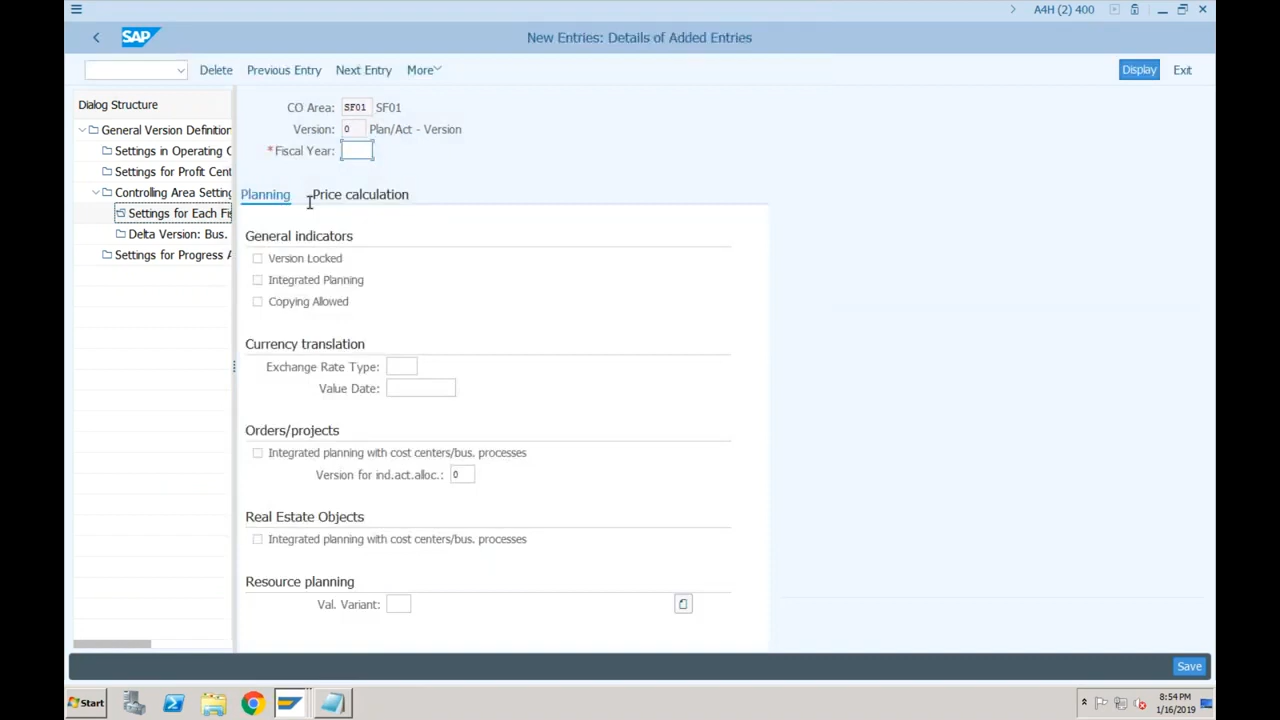 A4H (2) 400
SAP
New Entries: Details of Added Entries
Delete Previous Entry Next Entry More Display Exit
Dialog Structure
General Version Definition
Settings in Operating C
Settings for Profit Cent
Controlling Area Setting
Settings for Each Fis
Delta Version: Bus.
Settings for Progress A
CO Area: SF01 SF01
Version: 0 Plan/Act - Version
*Fiscal Year:
Planning Price calculation
General indicators
Version Locked
Integrated Planning
Copying Allowed
Currency translation
Exchange Rate Type:
Value Date:
Orders/projects
Integrated planning with cost centers/bus. processes
Version for ind.act.alloc.: 0
Real Estate Objects
Integrated planning with cost centers/bus. processes
Resource planning
Val. Variant:
Save
Start
8:54 PM
1/16/2019